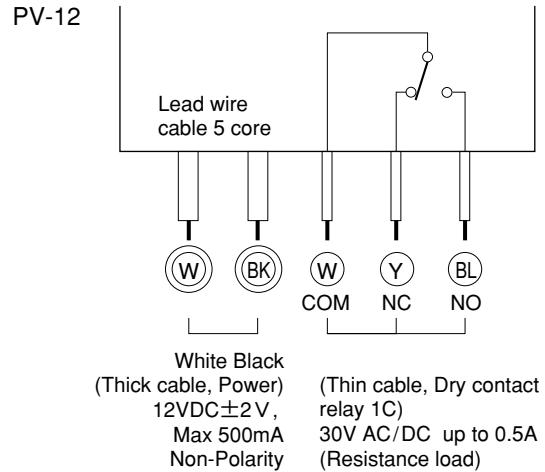 PV-12
Lead wire
cable 5 core
W BK W Y BL
COM NC NO
White Black
(Thick cable, Power)
12VDC±2V,
Max 500mA
Non-Polarity
(Thin cable, Dry contact
relay 1C)
30V AC/DC up to 0.5A
(Resistance load)